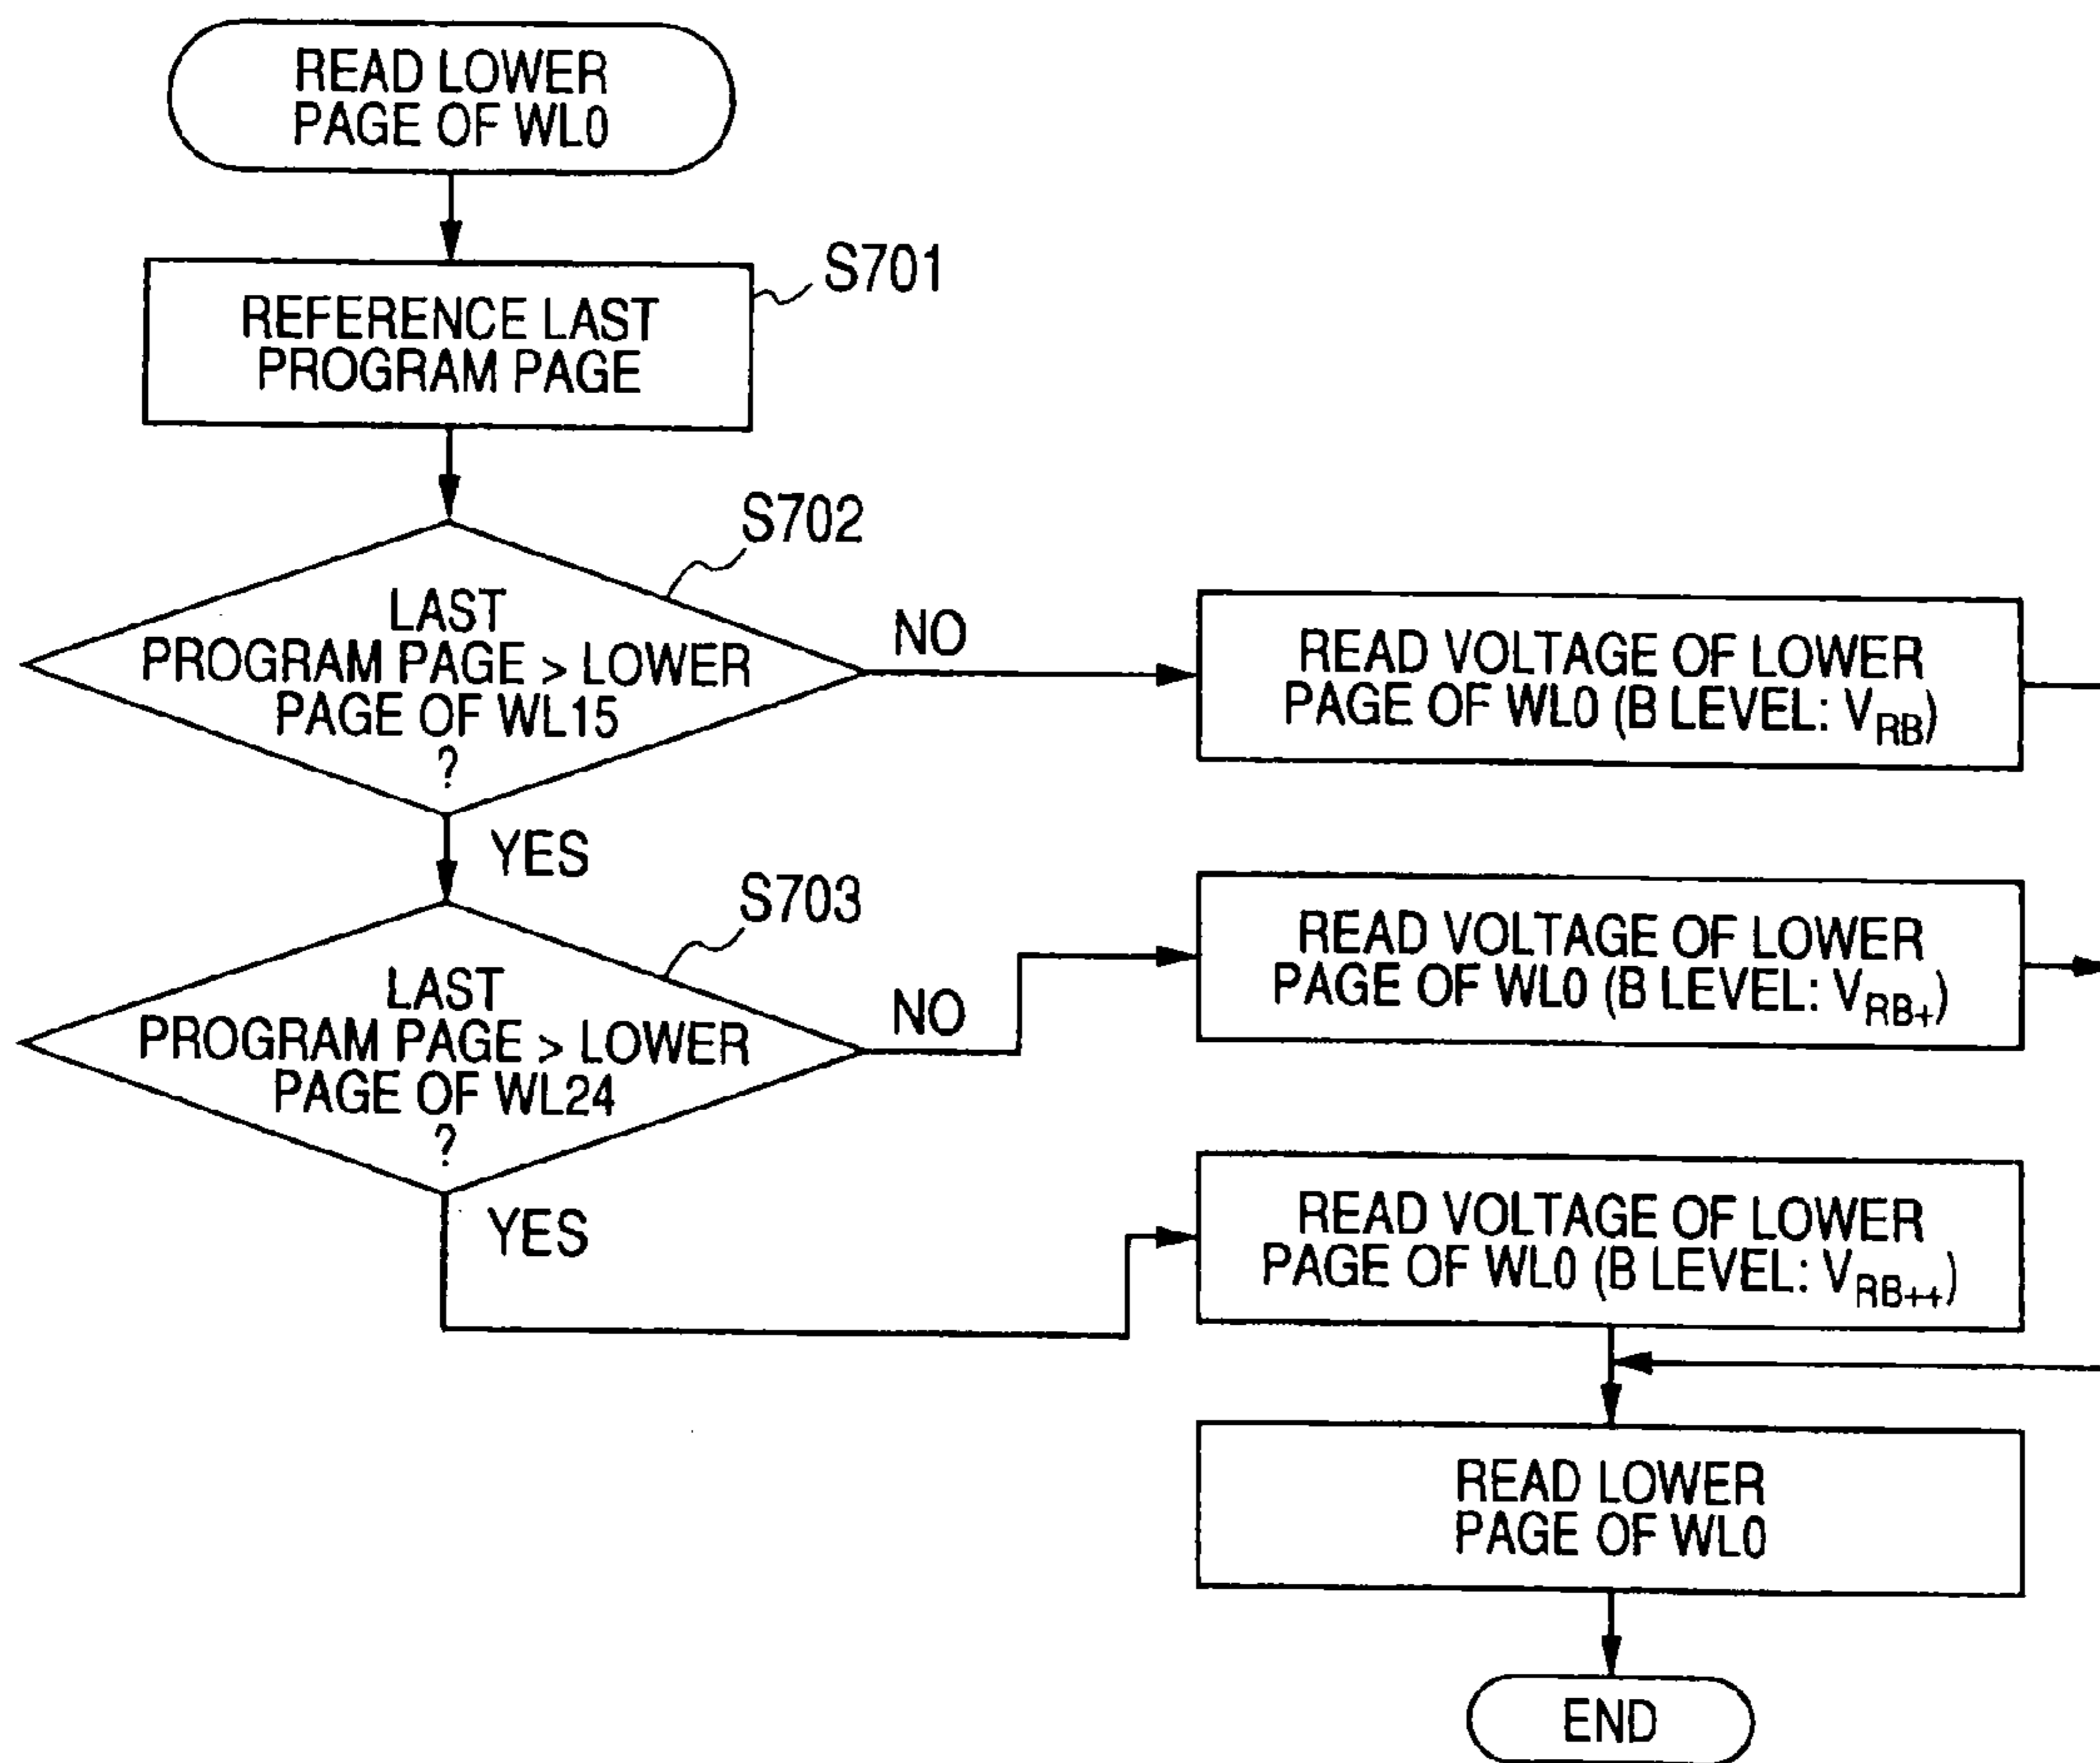 READ LOWER
PAGE OF WL0
S701
REFERENCE LAST
PROGRAM PAGE
S702
LAST
PROGRAM PAGE > LOWER
PAGE OF WL15
?
NO
READ VOLTAGE OF LOWER
PAGE OF WL0 (B LEVEL: VRB)
YES
S703
LAST
PROGRAM PAGE > LOWER
PAGE OF WL24
?
NO
READ VOLTAGE OF LOWER
PAGE OF WL0 (B LEVEL: VRB+)
YES
READ VOLTAGE OF LOWER
PAGE OF WL0 (B LEVEL: VRB++)
READ LOWER
PAGE OF WL0
END